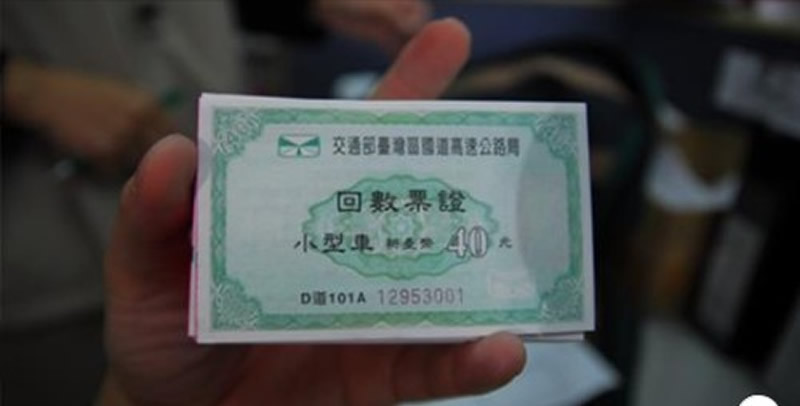 交通部臺灣區國道高速公路局
回數票證
小型車 新臺幣 40 元
D道101A 12953001